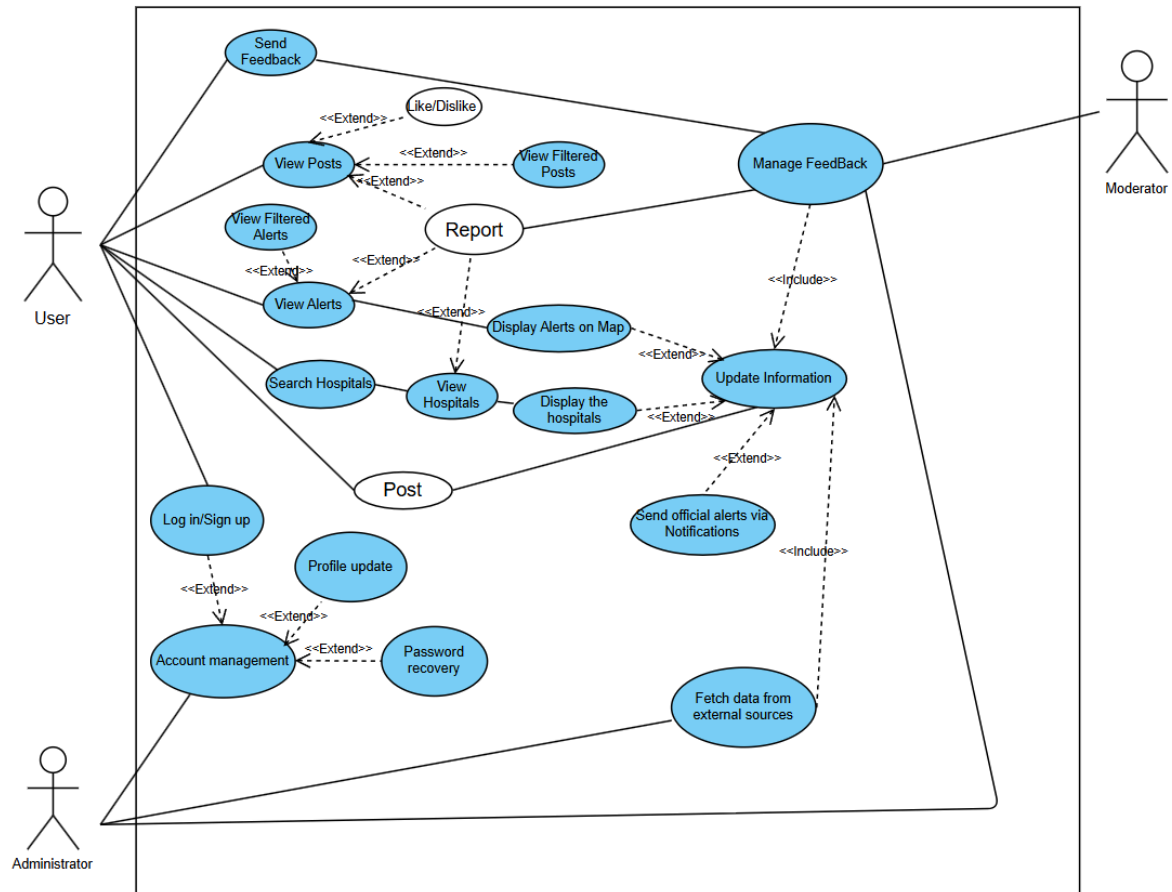 Send
Feedback
Like/Dislike
<<Extend>>
View Posts
<<Extend>>
View Filtered
Posts
Manage FeedBack
Moderator
<<Extend>>
View Filtered
Alerts
Report
User
<<Extend>>
<<Extend>>
<<Include>>
View Alerts
<<Extend>>
Display Alerts on Map
<<Extend>>
Search Hospitals
View
Hospitals
Display the
hospitals
<<Extend>>
Update Information
Post
<<Extend>>
Log in/Sign up
Send official alerts via
Notifications
<<Include>>
Profile update
<<Extend>>
<<Extend>>
Account management
<<Extend>>
Password
recovery
Fetch data from
external sources
Administrator